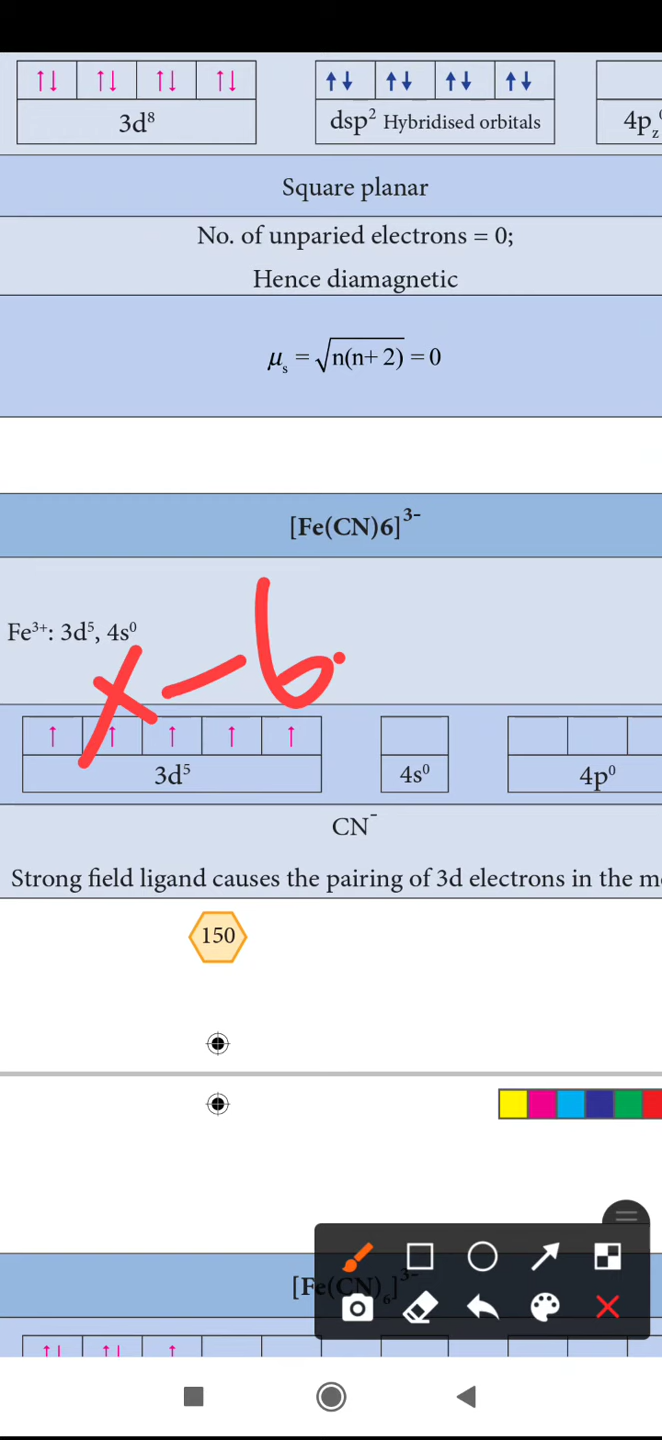 ↑↓ ↑↓ ↑↓ ↑↓ ↑↓ ↑↓ ↑↓ ↑↓
3d⁸ dsp² Hybridised orbitals 4p_z
Square planar
No. of unparied electrons = 0;
Hence diamagnetic
μₛ = √n(n+ 2) = 0
[Fe(CN)6]³⁻
Fe³⁺: 3d⁵, 4s⁰
x – 6.
↑ ↑ ↑ ↑ ↑
3d⁵ 4s⁰ 4p⁰
CN⁻
Strong field ligand causes the pairing of 3d electrons in the
150
[Fe(CN)₆]³⁻
↑↓ ↑↓ ↑